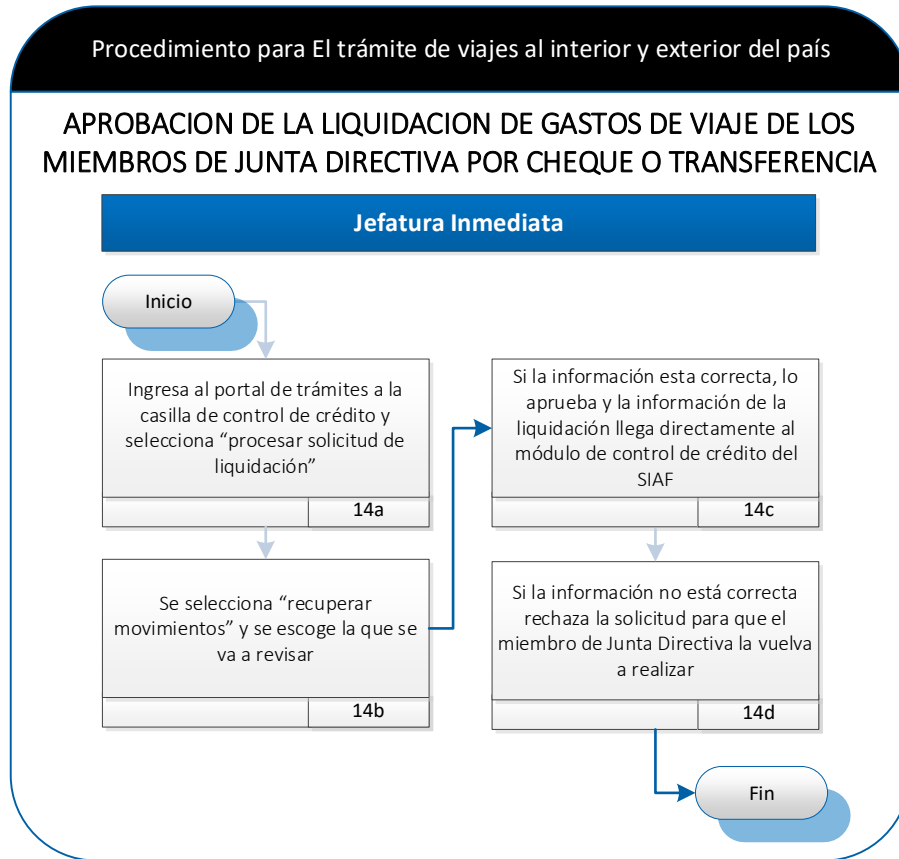 Procedimiento para El trámite de viajes al interior y exterior del país
APROBACION DE LA LIQUIDACION DE GASTOS DE VIAJE DE LOS
MIEMBROS DE JUNTA DIRECTIVA POR CHEQUE O TRANSFERENCIA
Jefatura Inmediata
Inicio
Ingresa al portal de trámites a la
casilla de control de crédito y
selecciona “procesar solicitud de
liquidación”
14a
Se selecciona “recuperar
movimientos” y se escoge la que se
va a revisar
14b
Si la información esta correcta, lo
aprueba y la información de la
liquidación llega directamente al
módulo de control de crédito del
SIAF
14c
Si la información no está correcta
rechaza la solicitud para que el
miembro de Junta Directiva la vuelva
a realizar
14d
Fin